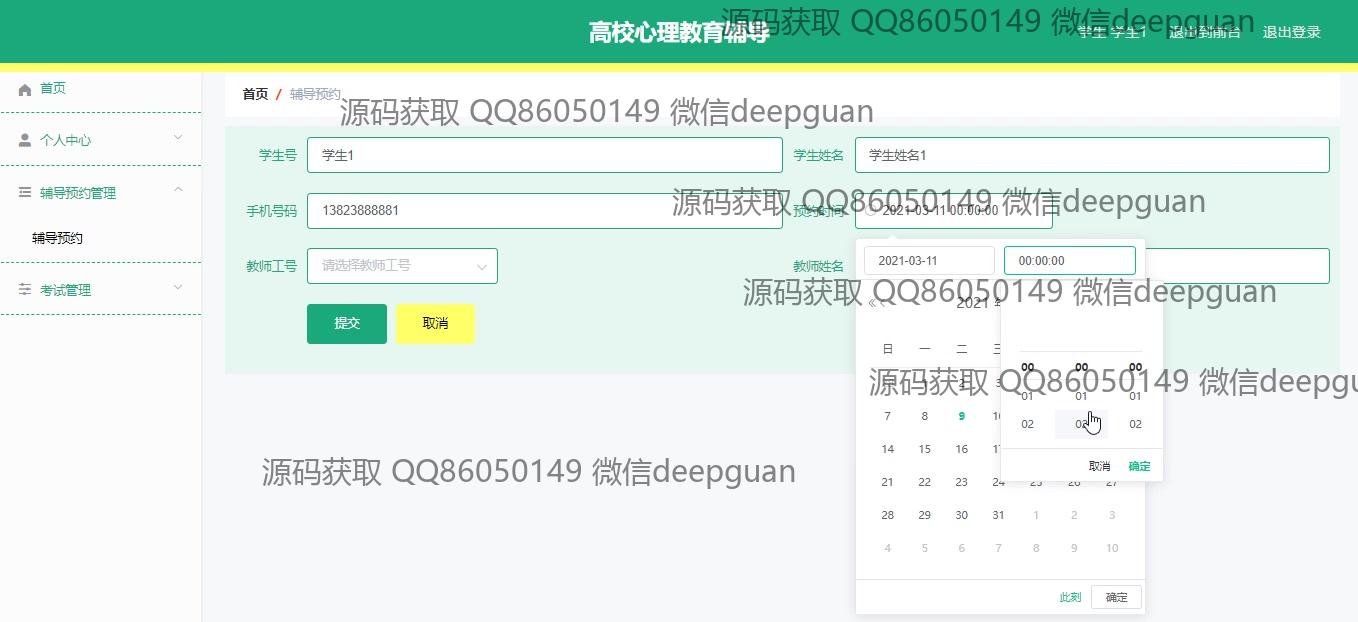 高校心理教育辅导
源码获取 QQ86050149 微信deepguan
学生 学生1 退出到前台 退出登录
首页
个人中心
辅导预约管理
辅导预约
考试管理
首页 / 辅导预约
源码获取 QQ86050149 微信deepguan
学生号 学生1 学生姓名 学生姓名1
手机号码 13823888881 预约时间 2021-03-11 00:00:00
源码获取 QQ86050149 微信deepguan
教师工号 请选择教师工号 教师姓名
2021-03-11 00:00:00
源码获取 QQ86050149 微信deepguan
提交 取消
« 2021
日 一 二 三
00 00 00
源码获取 QQ86050149 微信deepgu
2
01 01 01
7 8 9 10
02 02 02
14 15 16 17
取消 确定
21 22 23 24 25 26 27
源码获取 QQ86050149 微信deepguan
28 29 30 31 1 2 3
4 5 6 7 8 9 10
此刻 确定